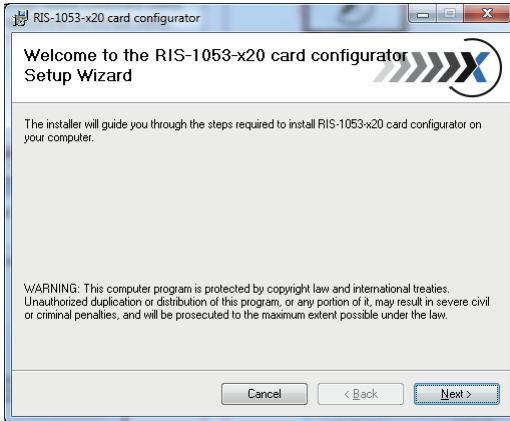 RIS-1053-x20 card configurator
Welcome to the RIS-1053-x20 card configurator
Setup Wizard
The installer will guide you through the steps required to install RIS-1053-x20 card configurator on
your computer.
WARNING: This computer program is protected by copyright law and international treaties.
Unauthorized duplication or distribution of this program, or any portion of it, may result in severe civil
or criminal penalties, and will be prosecuted to the maximum extent possible under the law.
Cancel < Back Next >